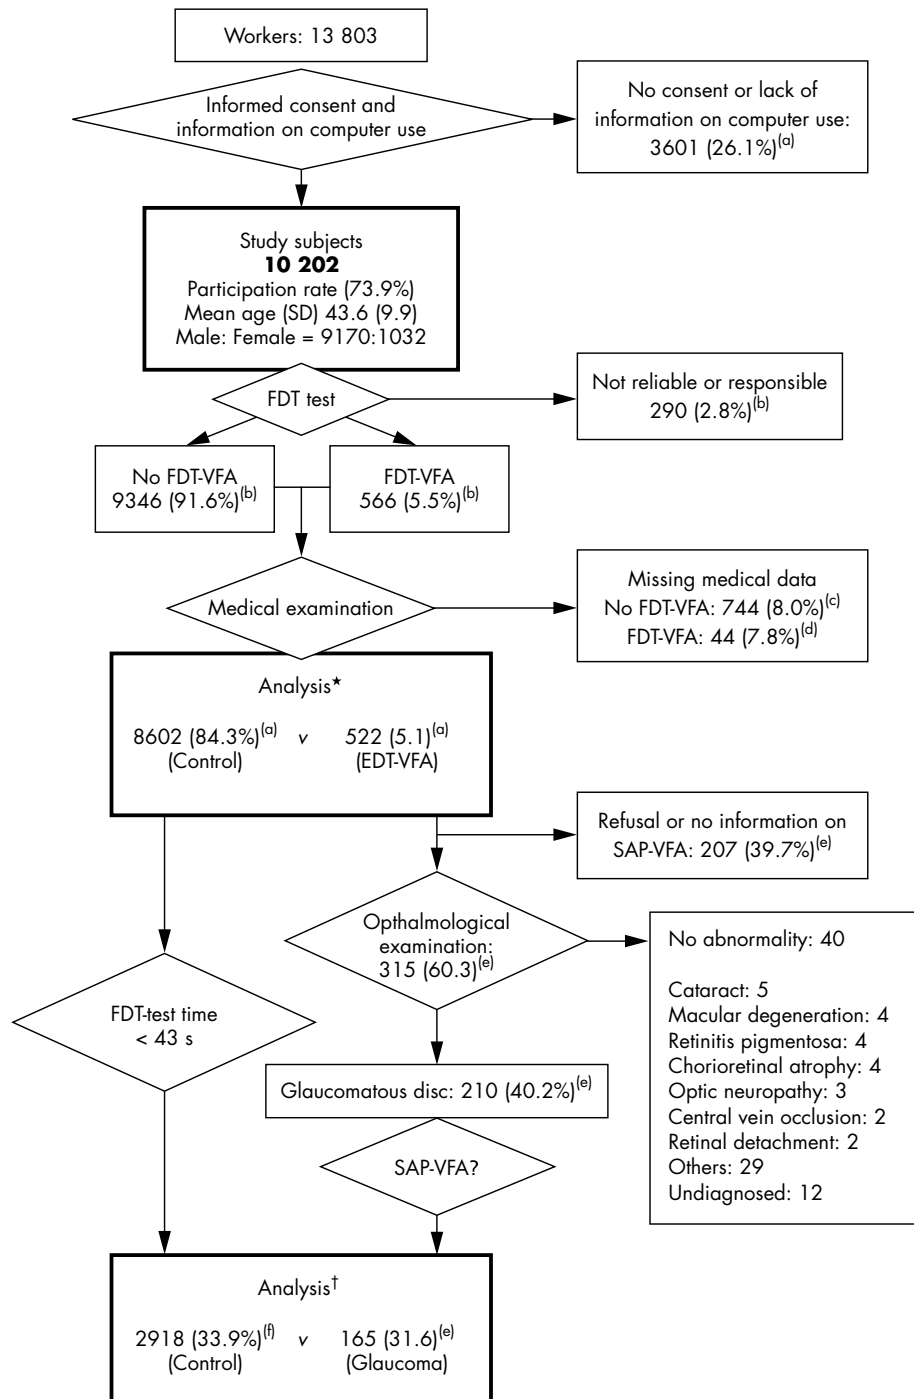 Workers: 13 803
Informed consent and
information on computer use
No consent or lack of
information on computer use:
3601 (26.1%)(a)
Study subjects
10 202
Participation rate (73.9%)
Mean age (SD) 43.6 (9.9)
Male: Female = 9170:1032
FDT test
Not reliable or responsible
290 (2.8%)(b)
No FDT-VFA
9346 (91.6%)(b)
FDT-VFA
566 (5.5%)(b)
Medical examination
Missing medical data
No FDT-VFA: 744 (8.0%)(c)
FDT-VFA: 44 (7.8%)(d)
Analysis★
8602 (84.3%)(a) v 522 (5.1)(a)
(Control) (EDT-VFA)
Refusal or no information on
SAP-VFA: 207 (39.7%)(e)
Opthalmological
examination:
315 (60.3)(e)
No abnormality: 40
Cataract: 5
Macular degeneration: 4
Retinitis pigmentosa: 4
Chorioretinal atrophy: 4
Optic neuropathy: 3
Central vein occlusion: 2
Retinal detachment: 2
Others: 29
Undiagnosed: 12
FDT-test time
< 43 s
Glaucomatous disc: 210 (40.2%)(e)
SAP-VFA?
Analysis†
2918 (33.9%)(f) v 165 (31.6)(e)
(Control) (Glaucoma)